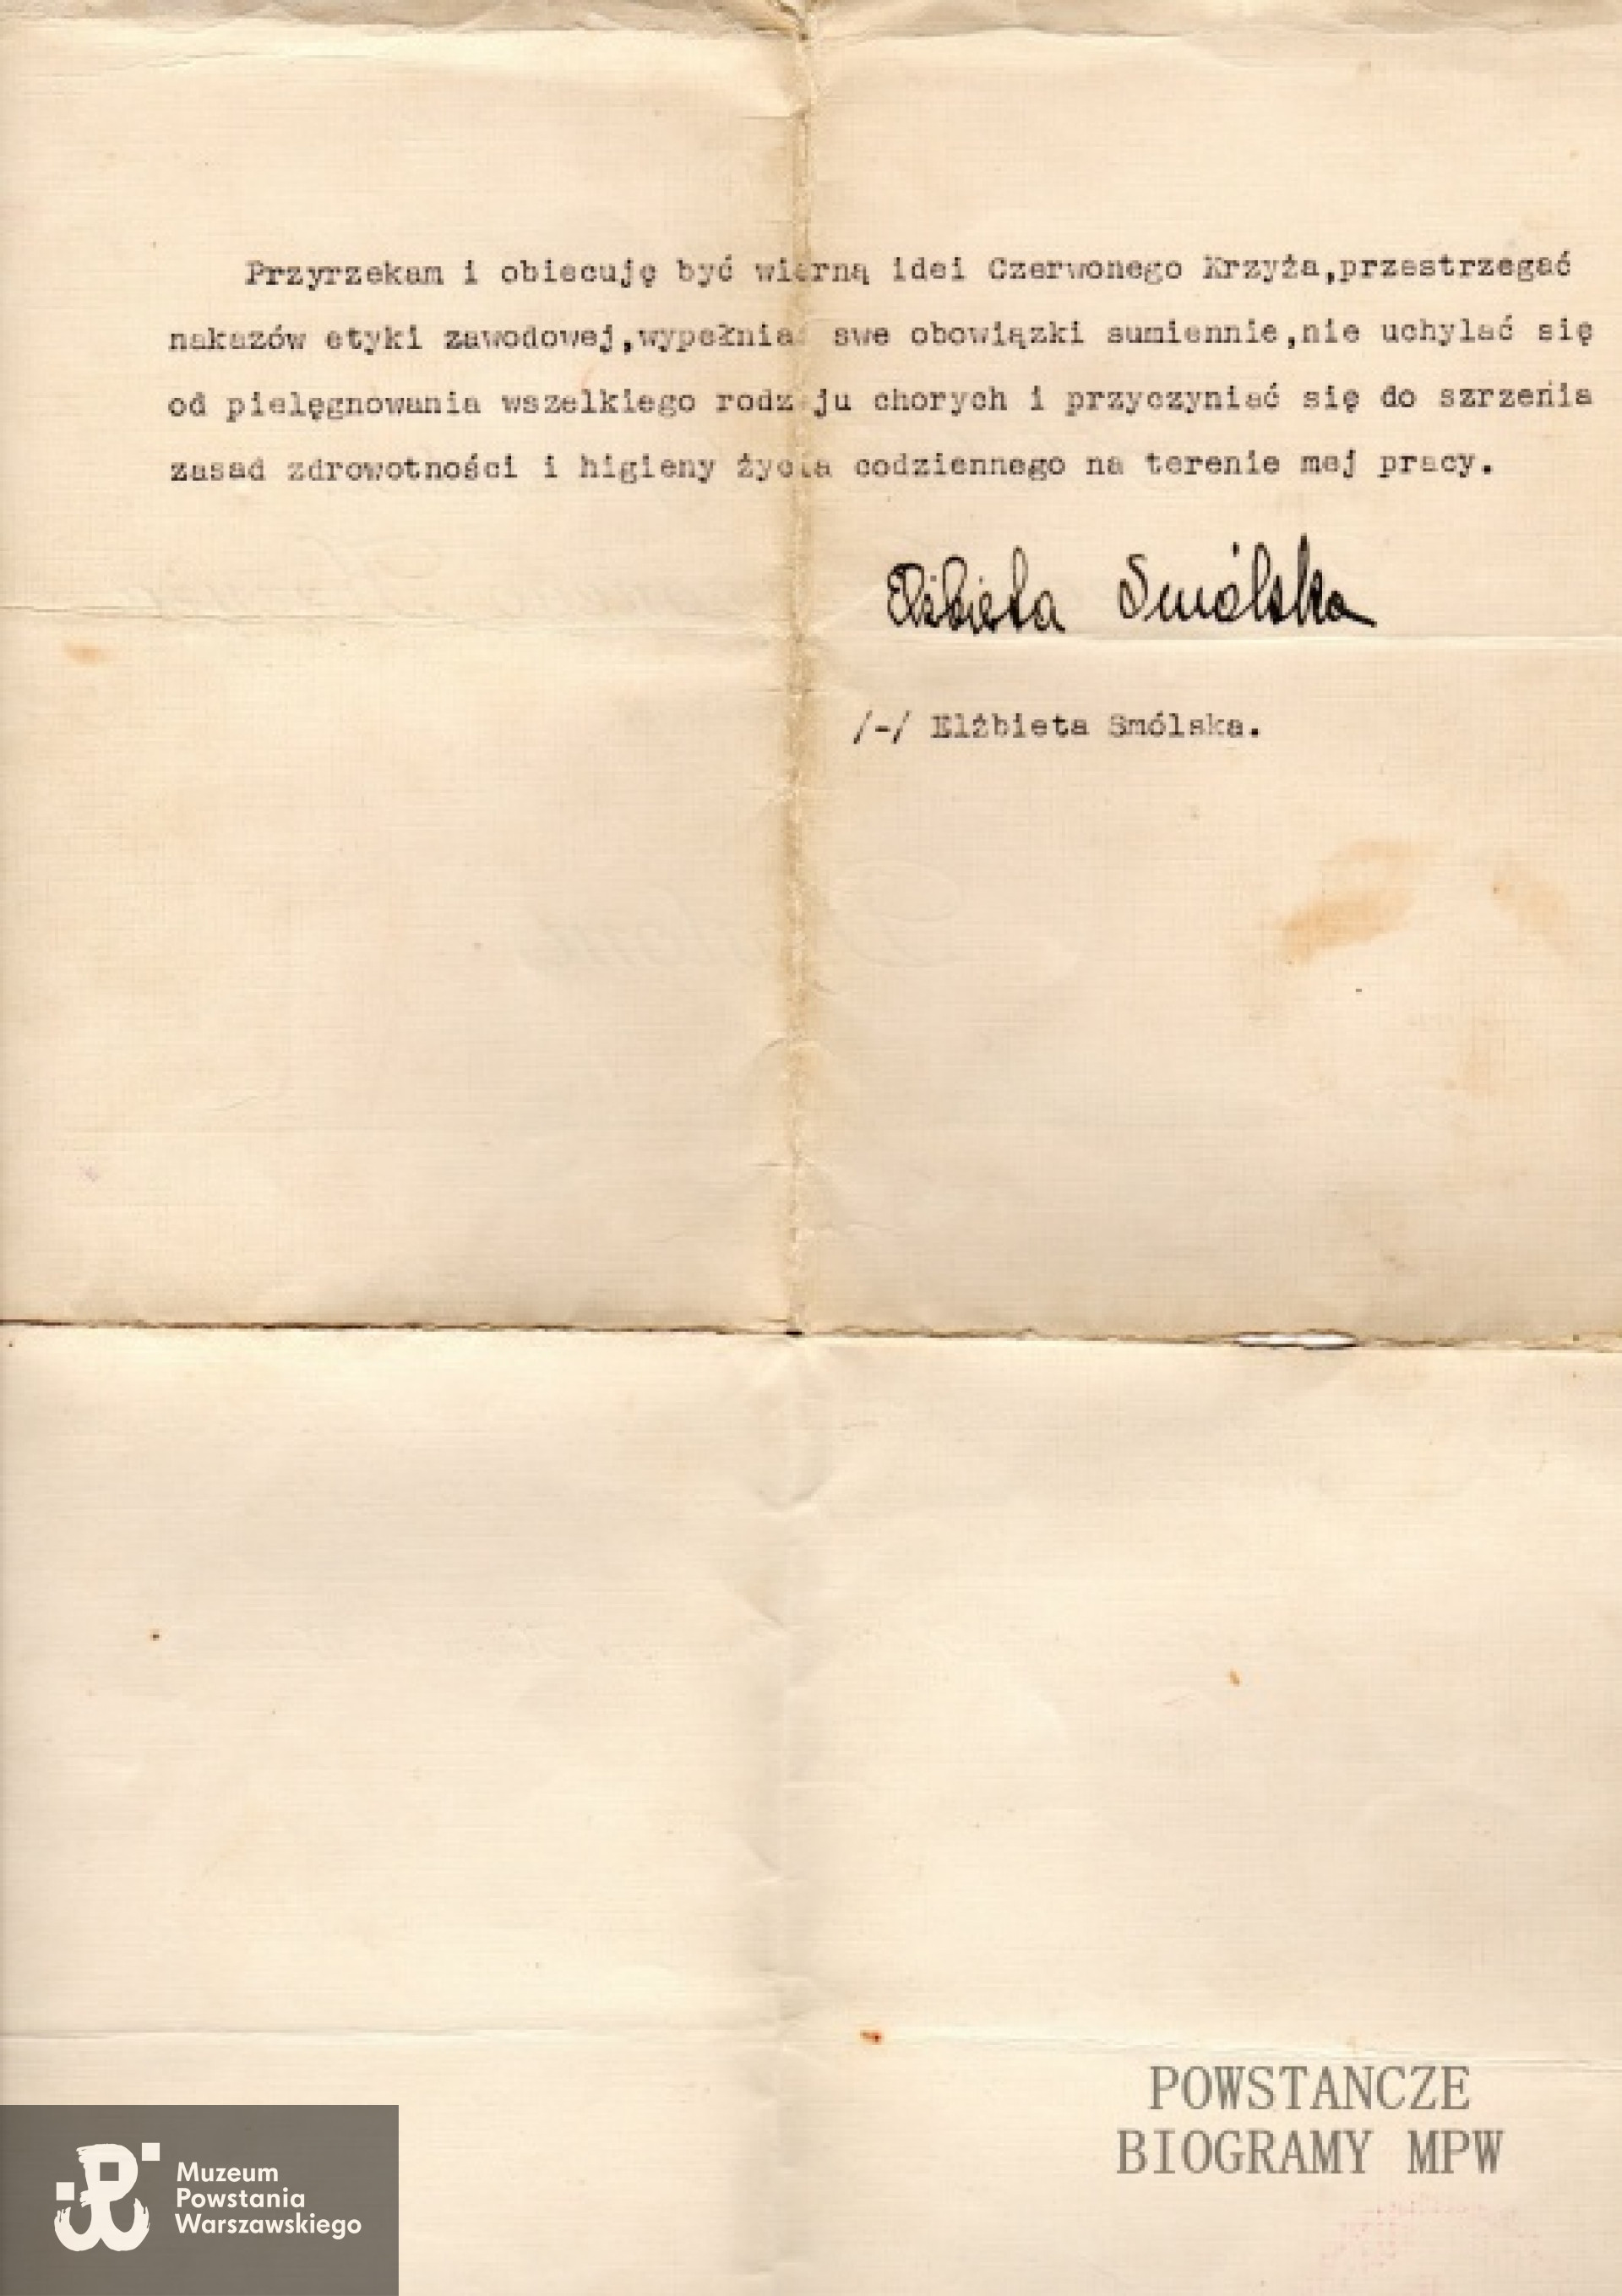 Przyrzekam i obiecuję być wierną idei Czerwonego Krzyża,przestrzegać
nakazów etyki zawodowej,wypełniać swe obowiązki sumiennie,nie uchylać się
od pielęgnowania wszelkiego rodzaju chorych i przyczyniać się do szrzenia
zasad zdrowotności i higieny życia codziennego na terenie mej pracy.
Elżbieta Smólska
/-/ Elżbieta Smólska.
POWSTANCZE
BIOGRAMY MPW
Muzeum
Powstania
Warszawskiego